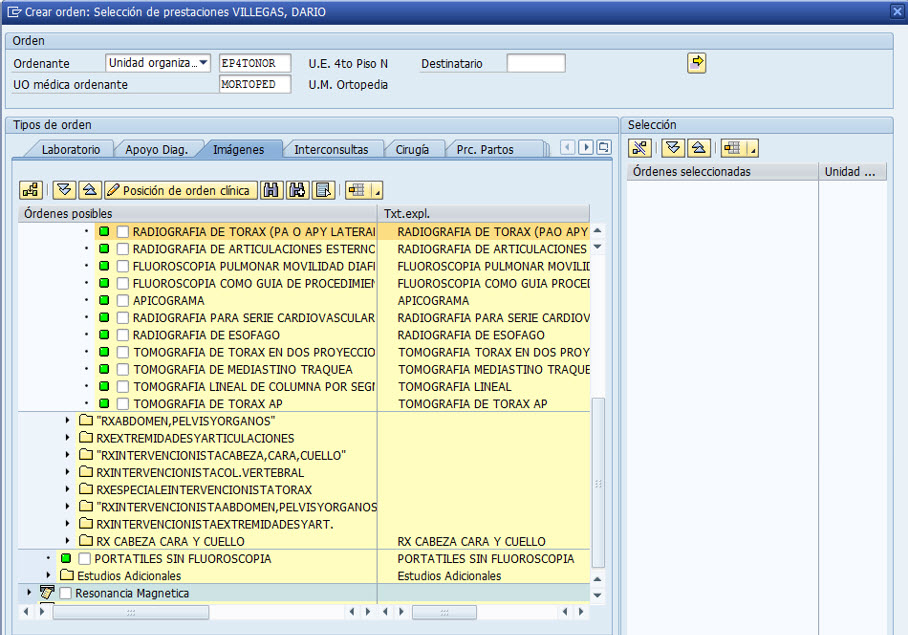 Crear orden: Selección de prestaciones VILLEGAS, DARIO
Orden
Ordenante Unidad organiza... EP4TONOR U.E. 4to Piso N Destinatario
UO médica ordenante MORTOPED U.M. Ortopedia
Tipos de orden
Selección
Laboratorio Apoyo Diag. Imágenes Interconsultas Cirugía Prc. Partos
Posición de orden clínica
Órdenes seleccionadas Unidad ...
Órdenes posibles Txt.expl.
RADIOGRAFIA DE TORAX (PA O APY LATERAL RADIOGRAFIA DE TORAX (PAO APY
RADIOGRAFIA DE ARTICULACIONES ESTERNO RADIOGRAFIA DE ARTICULACIONES
FLUOROSCOPIA PULMONAR MOVILIDAD DIAF FLUOROSCOPIA PULMONAR MOVILID
FLUOROSCOPIA COMO GUIA DE PROCEDIMIEN FLUOROSCOPIA COMO GUIA PROCED
APICOGRAMA APICOGRAMA
RADIOGRAFIA PARA SERIE CARDIOVASCULAR RADIOGRAFIA PARA SERIE CARDIOV
RADIOGRAFIA DE ESOFAGO RADIOGRAFIA DE ESOFAGO
TOMOGRAFIA DE TORAX EN DOS PROYECCIO TOMOGRAFIA TORAX EN DOS PROY
TOMOGRAFIA DE MEDIASTINO TRAQUEA TOMOGRAFIA DE MEDIASTINO TRAQUE
TOMOGRAFIA LINEAL DE COLUMNA POR SEGM TOMOGRAFIA LINEAL
TOMOGRAFIA DE TORAX AP TOMOGRAFIA DE TORAX AP
"RXABDOMEN,PELVISYORGANOS"
RXEXTREMIDADESYARTICULACIONES
"RXINTERVENCIONISTACABEZA,CARA,CUELLO"
RXINTERVENCIONISTACOL.VERTEBRAL
RXESPECIALEINTERVENCIONISTATORAX
"RXINTERVENCIONISTAABDOMEN,PELVISYORGANOS
RXINTERVENCIONISTAEXTREMIDADESYART.
RX CABEZA CARA Y CUELLO RX CABEZA CARA Y CUELLO
PORTATILES SIN FLUOROSCOPIA PORTATILES SIN FLUOROSCOPIA
Estudios Adicionales Estudios Adicionales
Resonancia Magnetica